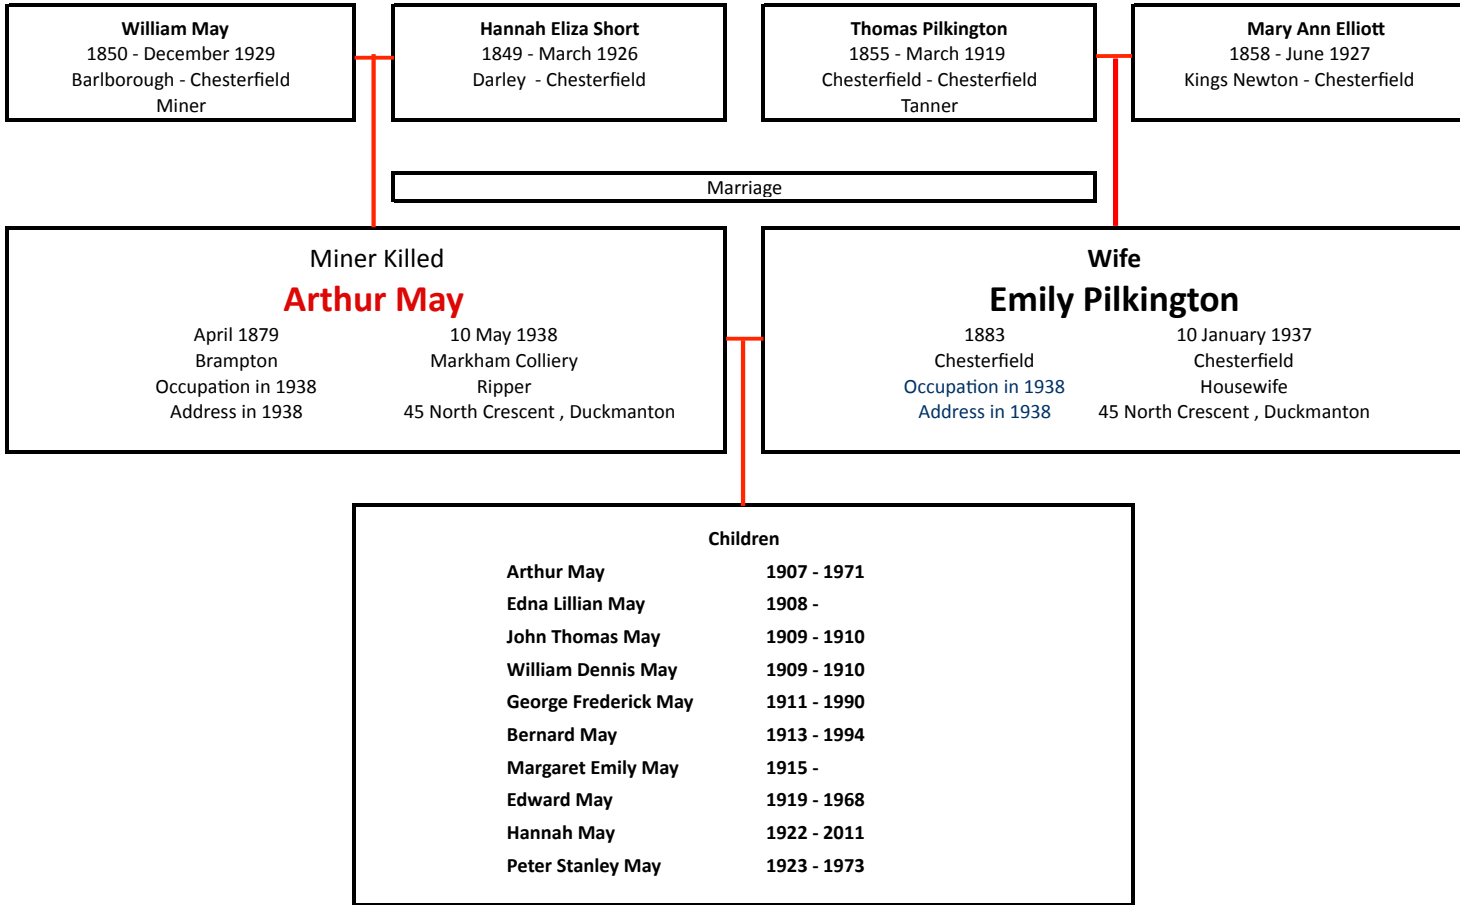 William May
1850 - December 1929
Barlborough - Chesterfield
Miner
Hannah Eliza Short
1849 - March 1926
Darley  - Chesterfield
Thomas Pilkington
1855 - March 1919
Chesterfield - Chesterfield
Tanner
Mary Ann Elliott
1858 - June 1927
Kings Newton - Chesterfield
Marriage
Miner Killed
Arthur May
April 1879 10 May 1938
Brampton Markham Colliery
Occupation in 1938 Ripper
Address in 1938 45 North Crescent , Duckmanton
Wife
Emily Pilkington
1883 10 January 1937
Chesterfield Chesterfield
Occupation in 1938 Housewife
Address in 1938 45 North Crescent , Duckmanton
Children
Arthur May 1907 - 1971
Edna Lillian May 1908 -
John Thomas May 1909 - 1910
William Dennis May 1909 - 1910
George Frederick May 1911 - 1990
Bernard May 1913 - 1994
Margaret Emily May 1915 -
Edward May 1919 - 1968
Hannah May 1922 - 2011
Peter Stanley May 1923 - 1973